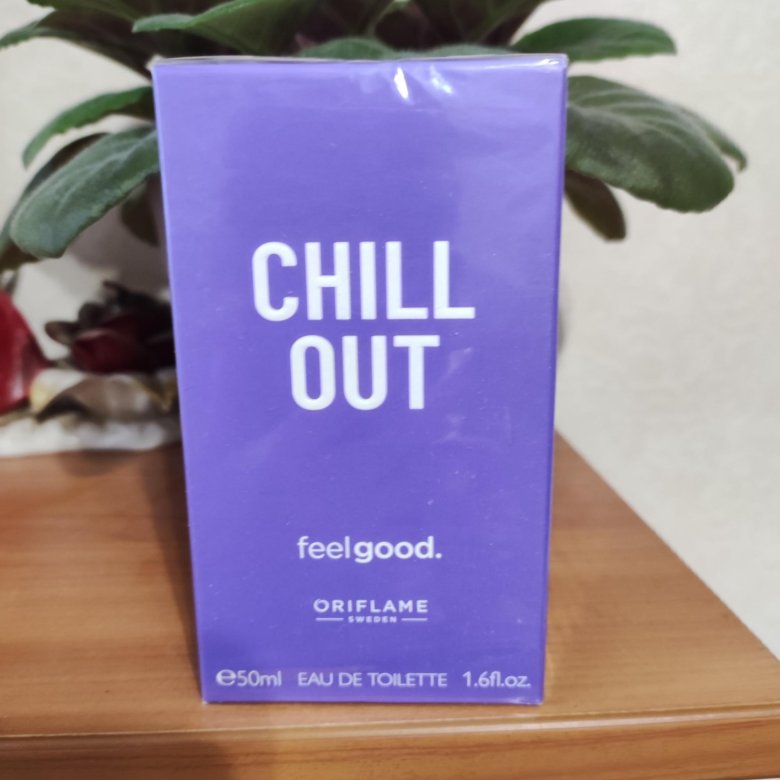 CHILL
OUT
feelgood.
ORIFLAME
SWEDEN
℮50ml EAU DE TOILETTE 1.6fl.oz.